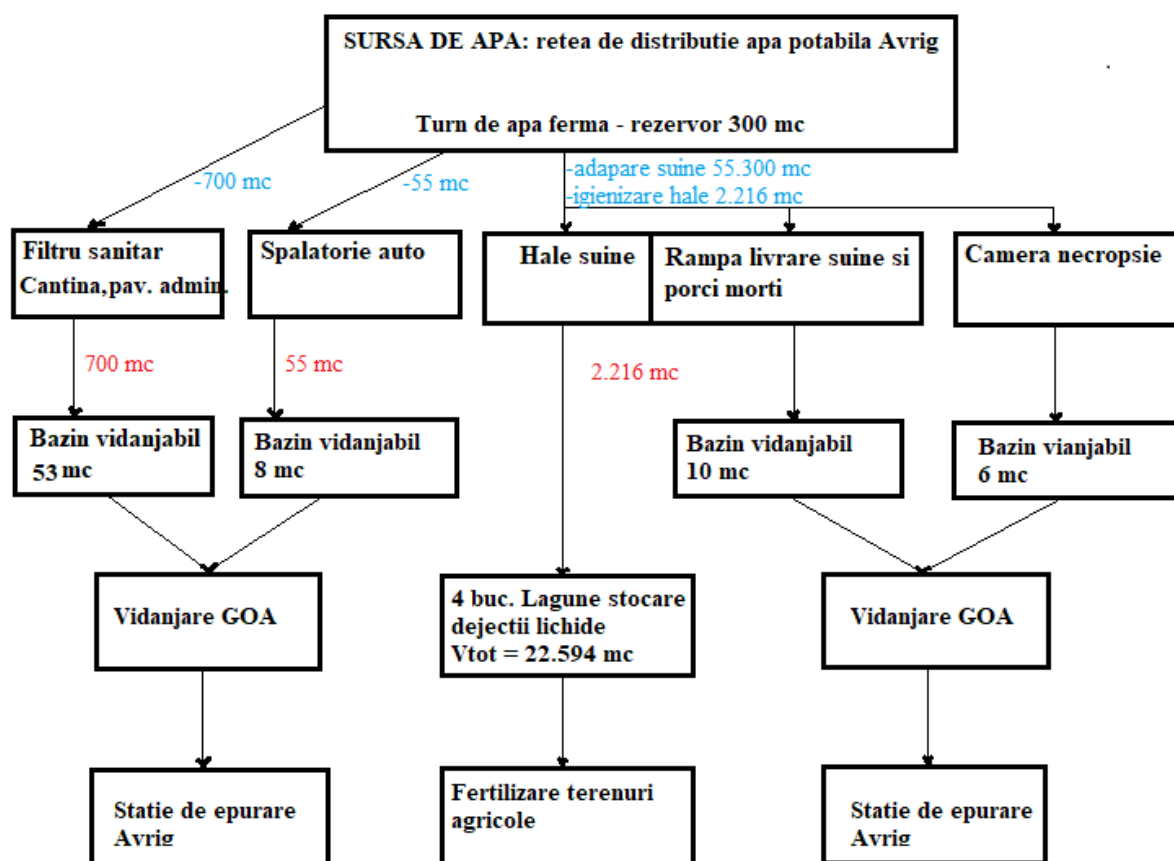 SURSA DE APA: retea de distributie apa potabila Avrig
Turn de apa ferma - rezervor 300 mc
-700 mc
-55 mc
-adapare suine 55.300 mc
-igienizare hale 2.216 mc
Filtru sanitar
Cantina,pav. admin.
Spalatorie auto
Hale suine
Rampa livrare suine si
porci morti
Camera necropsie
700 mc
55 mc
2.216 mc
Bazin vidanjabil
53 mc
Bazin vidanjabil
8 mc
Bazin vidanjabil
10 mc
Bazin vianjabil
6 mc
Vidanjare GOA
4 buc. Lagune stocare
dejectii lichide
Vtot = 22.594 mc
Vidanjare GOA
Statie de epurare
Avrig
Fertilizare terenuri
agricole
Statie de epurare
Avrig